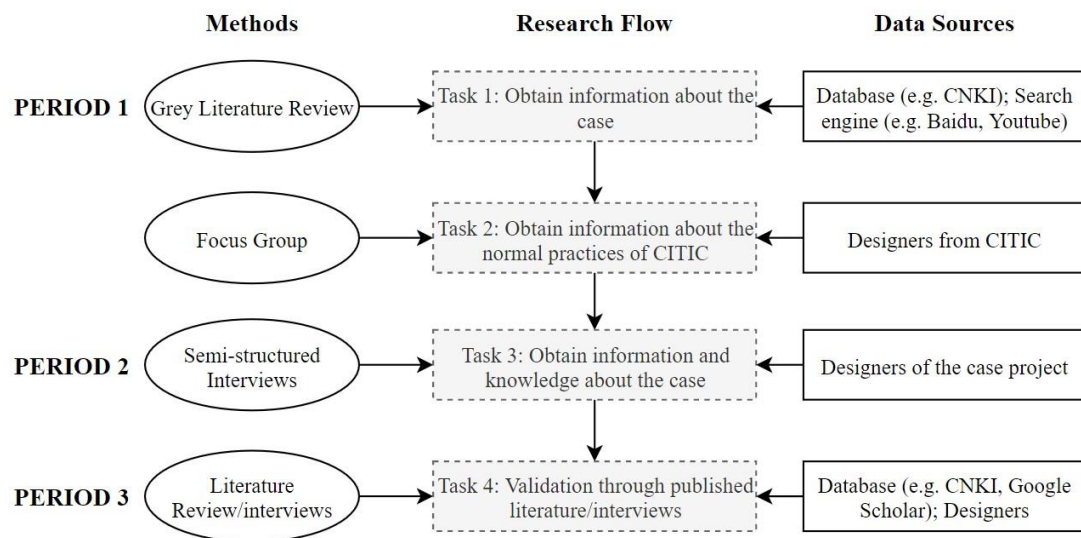 Methods
Research Flow
Data Sources
PERIOD 1
Grey Literature Review
Task 1: Obtain information about the
case
Database (e.g. CNKI); Search
engine (e.g. Baidu, Youtube)
Focus Group
Task 2: Obtain information about the
normal practices of CITIC
Designers from CITIC
PERIOD 2
Semi-structured
Interviews
Task 3: Obtain information and
knowledge about the case
Designers of the case project
PERIOD 3
Literature
Review/interviews
Task 4: Validation through published
literature/interviews
Database (e.g. CNKI, Google
Scholar); Designers